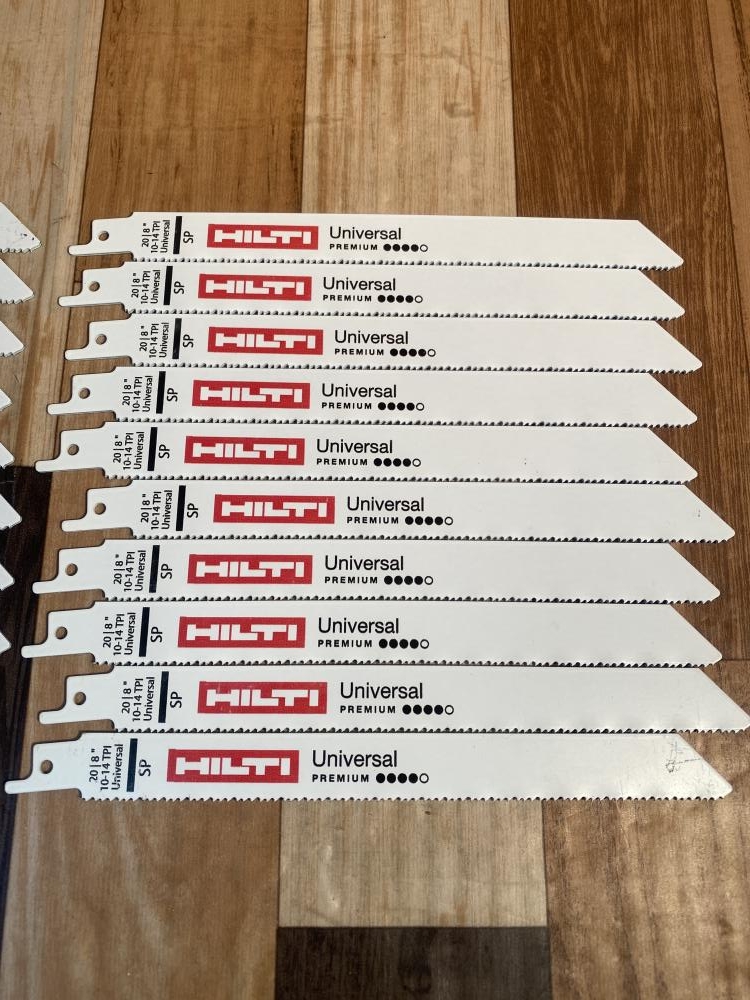 20 | 8 "
10-14 TPI
Universal
SP
HILTI
Universal
PREMIUM
20 | 8 "
10-14 TPI
Universal
SP
HILTI
Universal
PREMIUM
20 | 8 "
10-14 TPI
Universal
SP
HILTI
Universal
PREMIUM
20 | 8 "
10-14 TPI
Universal
SP
HILTI
Universal
PREMIUM
20 | 8 "
10-14 TPI
Universal
SP
HILTI
Universal
PREMIUM
20 | 8 "
10-14 TPI
Universal
SP
HILTI
Universal
PREMIUM
20 | 8 "
10-14 TPI
Universal
SP
HILTI
Universal
PREMIUM
20 | 8 "
10-14 TPI
Universal
SP
HILTI
Universal
PREMIUM
20 | 8 "
10-14 TPI
Universal
SP
HILTI
Universal
PREMIUM
20 | 8 "
10-14 TPI
Universal
SP
HILTI
Universal
PREMIUM